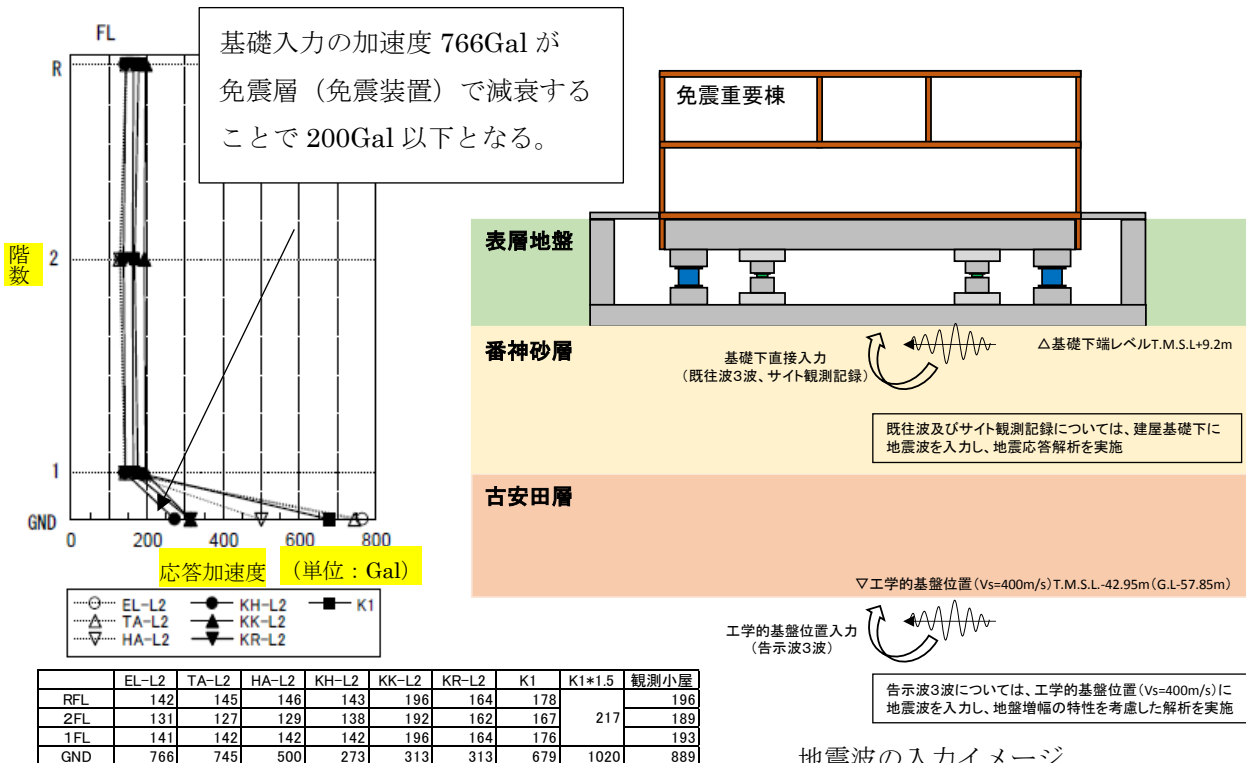 FL
基礎入力の加速度 766Gal が
免震層（免震装置）で減衰する
ことで 200Gal 以下となる。
R
階数
2
1
GND
0 200 400 600 800
応答加速度 （単位：Gal）
EL-L2 KH-L2 K1
TA-L2 KK-L2
HA-L2 KR-L2
EL-L2 TA-L2 HA-L2 KH-L2 KK-L2 KR-L2 K1 K1*1.5 観測小屋
RFL 142 145 146 143 196 164 178 196
2FL 131 127 129 138 192 162 167 217 189
1FL 141 142 142 142 196 164 176 193
GND 766 745 500 273 313 313 679 1020 889
免震重要棟
表層地盤
番神砂層
基礎下直接入力
（既往波3波、サイト観測記録）
△基礎下端レベルT.M.S.L+9.2m
既往波及びサイト観測記録については、建屋基礎下に
地震波を入力し、地震応答解析を実施
古安田層
▽工学的基盤位置（Vs=400m/s）T.M.S.L.-42.95m（G.L-57.85m）
工学的基盤位置入力
（告示波3波）
告示波3波については、工学的基盤位置（Vs=400m/s）に
地震波を入力し、地盤増幅の特性を考慮した解析を実施
地震波の入力イメージ